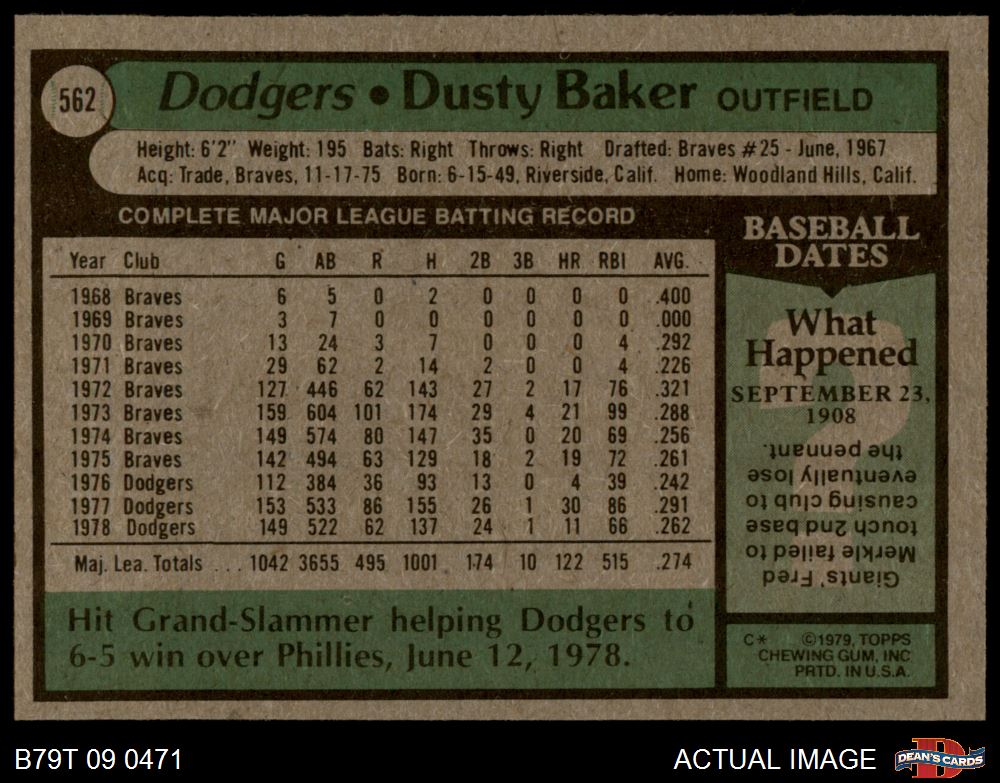 562
Dodgers • Dusty Baker OUTFIELD
Height: 6'2" Weight: 195 Bats: Right Throws: Right Drafted: Braves #25 - June, 1967
Acq: Trade, Braves, 11-17-75 Born: 6-15-49, Riverside, Calif. Home: Woodland Hills, Calif.
COMPLETE MAJOR LEAGUE BATTING RECORD
Year Club G AB R H 2B 3B HR RBI AVG.
1968 Braves 6 5 0 2 0 0 0 0 .400
1969 Braves 3 7 0 0 0 0 0 0 .000
1970 Braves 13 24 3 7 0 0 0 4 .292
1971 Braves 29 62 2 14 2 0 0 4 .226
1972 Braves 127 446 62 143 27 2 17 76 .321
1973 Braves 159 604 101 174 29 4 21 99 .288
1974 Braves 149 574 80 147 35 0 20 69 .256
1975 Braves 142 494 63 129 18 2 19 72 .261
1976 Dodgers 112 384 36 93 13 0 4 39 .242
1977 Dodgers 153 533 86 155 26 1 30 86 .291
1978 Dodgers 149 522 62 137 24 1 11 66 .262
Maj. Lea. Totals ... 1042 3655 495 1001 174 10 122 515 .274
Hit Grand-Slammer helping Dodgers to
6-5 win over Phillies, June 12, 1978.
BASEBALL
DATES
What
Happened
SEPTEMBER 23,
1908
?
Giants' Fred
Merkle failed to
touch 2nd base
causing club to
eventually lose
the pennant.
C* ©1979, TOPPS
CHEWING GUM, INC
PRTD. IN U.S.A.
B79T 09 0471
ACTUAL IMAGE
D
DEAN'S CARDS